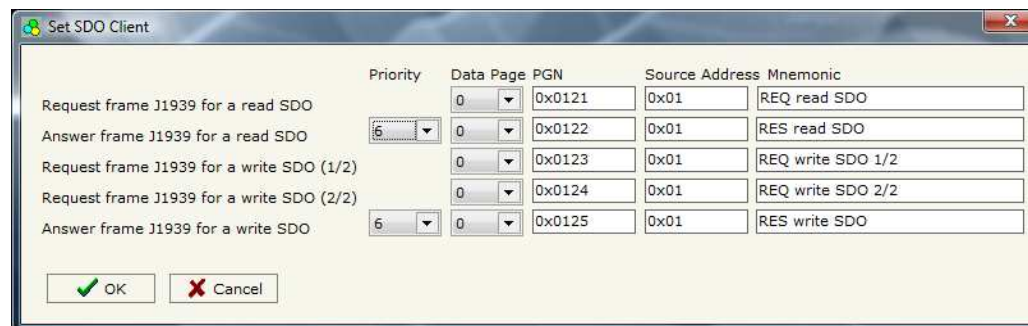 Set SDO Client
Priority Data Page PGN Source Address Mnemonic
Request frame J1939 for a read SDO 0 0x0121 0x01 REQ read SDO
Answer frame J1939 for a read SDO 6 0 0x0122 0x01 RES read SDO
Request frame J1939 for a write SDO (1/2) 0 0x0123 0x01 REQ write SDO 1/2
Request frame J1939 for a write SDO (2/2) 0 0x0124 0x01 REQ write SDO 2/2
Answer frame J1939 for a write SDO 6 0 0x0125 0x01 RES write SDO
OK Cancel